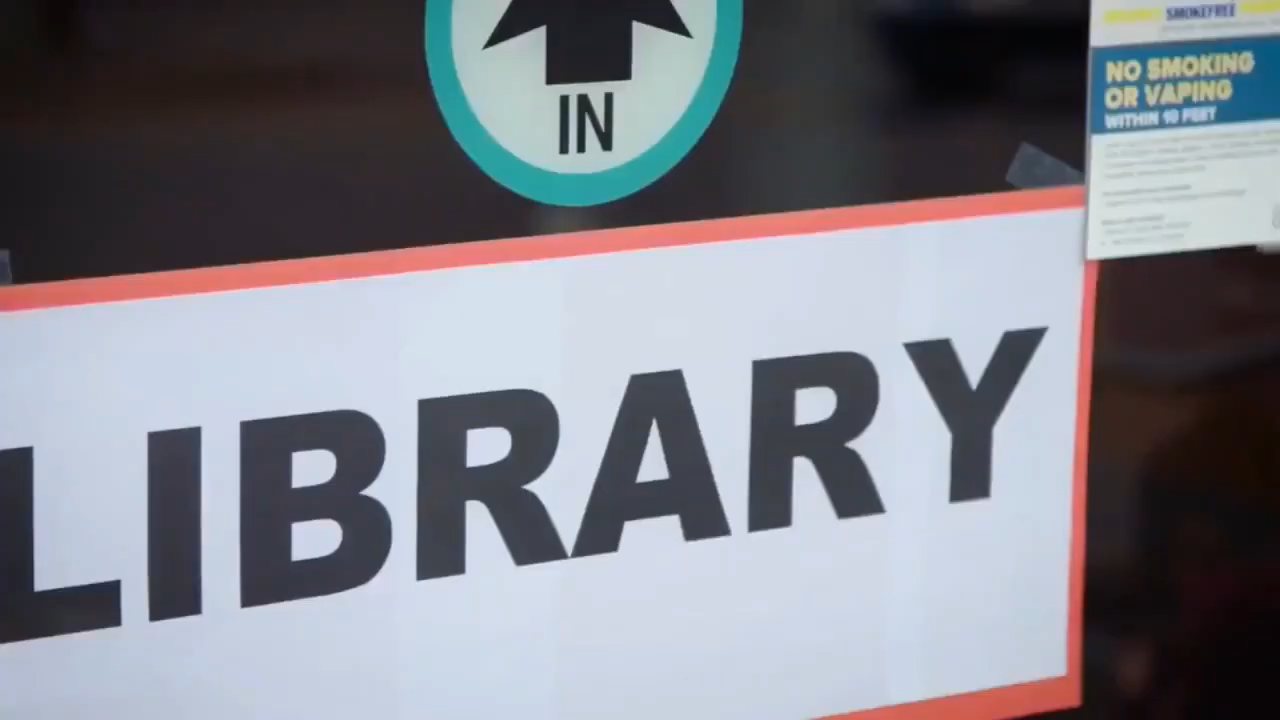 IN
SMOKEFREE
NO SMOKING
OR VAPING
WITHIN 10 FEET
LIBRARY